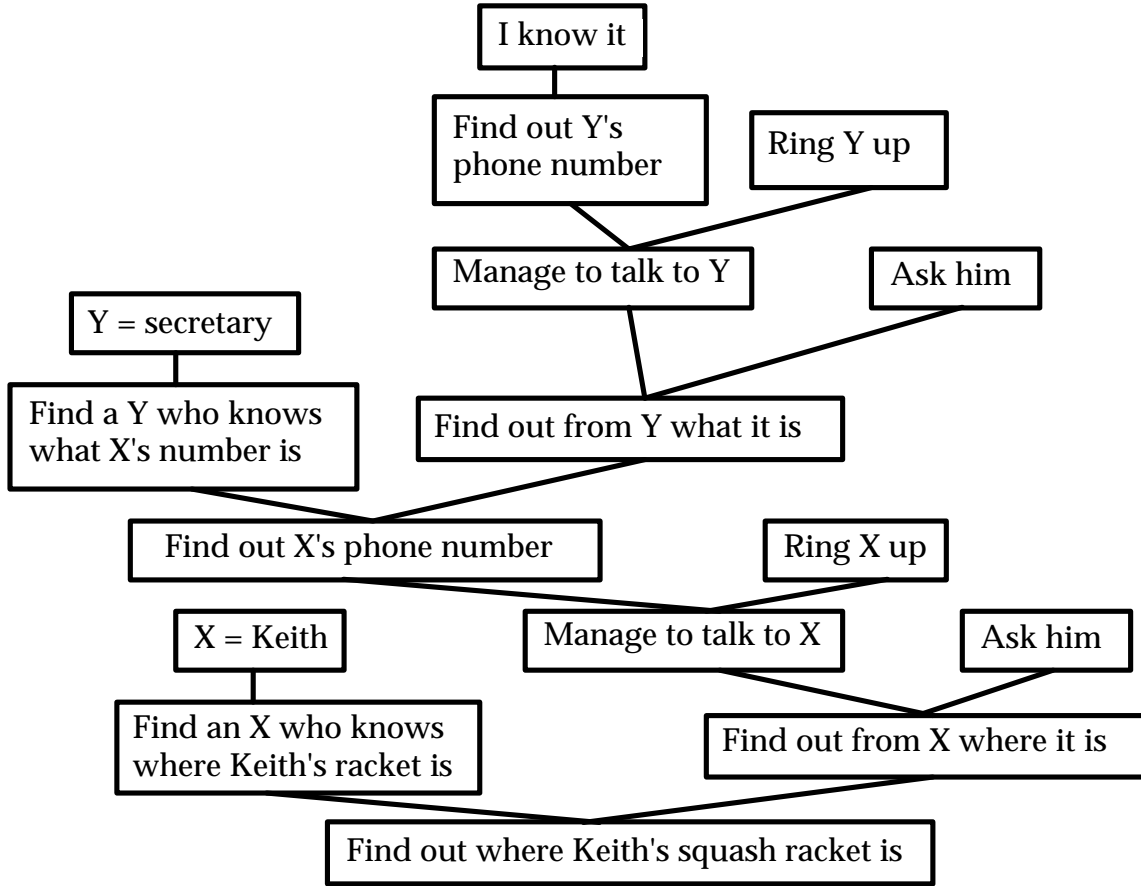 I know it
Find out Y's
phone number
Ring Y up
Manage to talk to Y
Ask him
Y = secretary
Find a Y who knows
what X's number is
Find out from Y what it is
Find out X's phone number
Ring X up
X = Keith
Manage to talk to X
Ask him
Find an X who knows
where Keith's racket is
Find out from X where it is
Find out where Keith's squash racket is